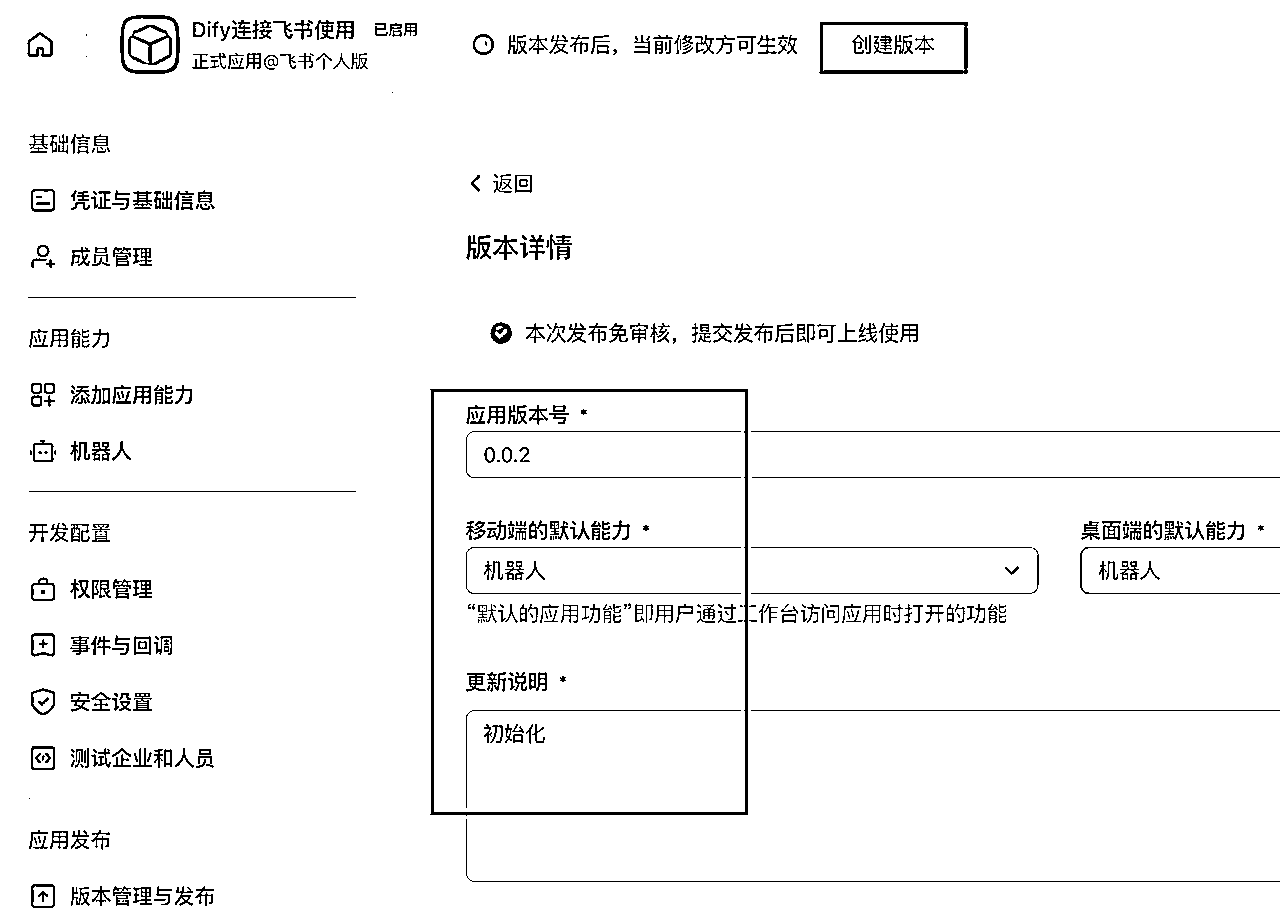 Dify连接飞书使用 已启用
正式应用@飞书个人版
版本发布后，当前修改方可生效 创建版本
基础信息
凭证与基础信息
成员管理
应用能力
添加应用能力
机器人
开发配置
权限管理
事件与回调
安全设置
测试企业和人员
应用发布
版本管理与发布
返回
版本详情
本次发布免审核，提交发布后即可上线使用
应用版本号 *
0.0.2
移动端的默认能力 * 桌面端的默认能力 *
机器人 机器人
“默认的应用功能”即用户通过工作台访问应用时打开的功能
更新说明 *
初始化